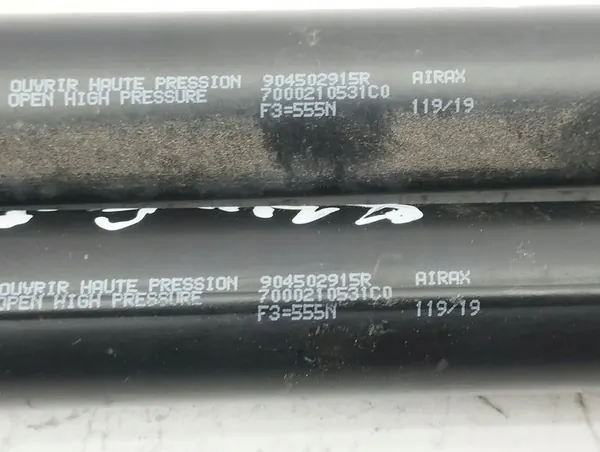 OUVRIR HAUTE PRESSION 904502915R AIRAX
OPEN HIGH PRESSURE 7000210531C0
F3=555N 119/19
OUVRIR HAUTE PRESSION 904502915R AIRAX
OPEN HIGH PRESSURE 7000210531C0
F3=555N 119/19